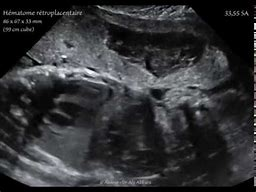 Hématome rétroplacentaire
86 x 67 x 33 mm
(99 cm cube)
33,55 SA